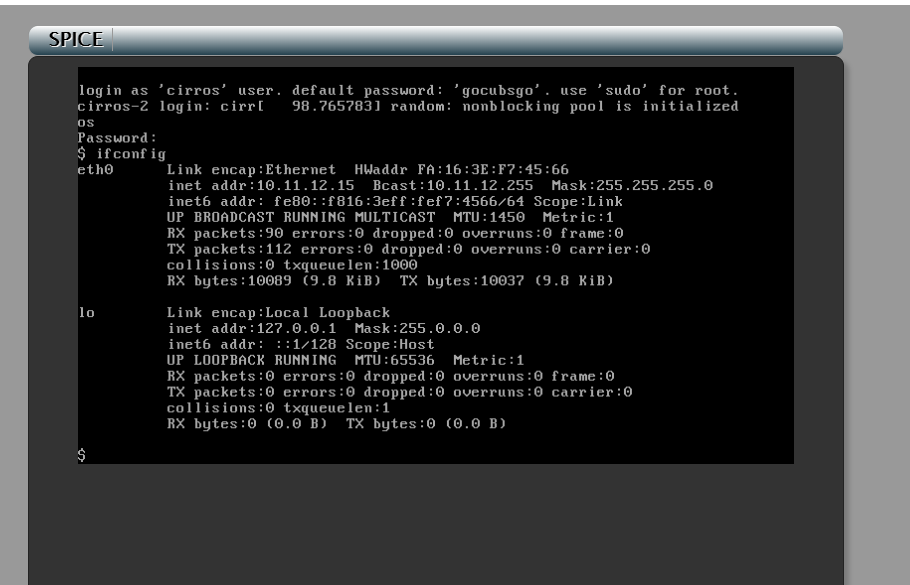 SPICE
login as 'cirros' user. default password: 'gocubsgo'. use 'sudo' for root.
cirros-2 login: cirr[   98.765783] random: nonblocking pool is initialized
os
Password:
$ ifconfig
eth0      Link encap:Ethernet  HWaddr FA:16:3E:F7:45:66
          inet addr:10.11.12.15  Bcast:10.11.12.255  Mask:255.255.255.0
          inet6 addr: fe80::f816:3eff:fef7:4566/64 Scope:Link
          UP BROADCAST RUNNING MULTICAST  MTU:1450  Metric:1
          RX packets:90 errors:0 dropped:0 overruns:0 frame:0
          TX packets:112 errors:0 dropped:0 overruns:0 carrier:0
          collisions:0 txqueuelen:1000
          RX bytes:10089 (9.8 KiB)  TX bytes:10037 (9.8 KiB)
lo        Link encap:Local Loopback
          inet addr:127.0.0.1  Mask:255.0.0.0
          inet6 addr: ::1/128 Scope:Host
          UP LOOPBACK RUNNING  MTU:65536  Metric:1
          RX packets:0 errors:0 dropped:0 overruns:0 frame:0
          TX packets:0 errors:0 dropped:0 overruns:0 carrier:0
          collisions:0 txqueuelen:1
          RX bytes:0 (0.0 B)  TX bytes:0 (0.0 B)
$